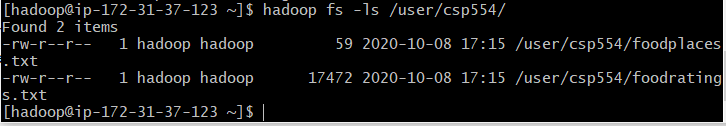 [hadoop@ip-172-31-37-123 ~]$ hadoop fs -ls /user/csp554/
Found 2 items
-rw-r--r--   1 hadoop hadoop         59 2020-10-08 17:15 /user/csp554/foodplaces
.txt
-rw-r--r--   1 hadoop hadoop      17472 2020-10-08 17:15 /user/csp554/foodrating
s.txt
[hadoop@ip-172-31-37-123 ~]$